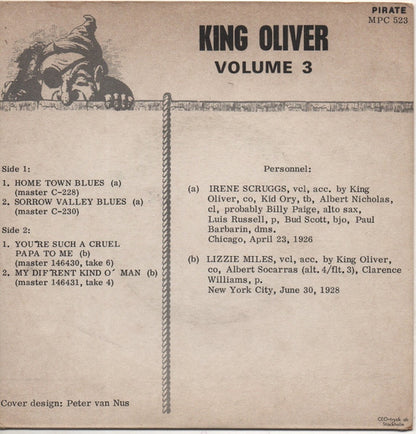 PIRATE
MPC 523
KING OLIVER
VOLUME 3
Side 1:
1. HOME TOWN BLUES (a)
(master C-228)
2. SORROW VALLEY BLUES (a)
(master C-230)
Side 2:
1. YOU'RE SUCH A CRUEL
PAPA TO ME (b)
(master 146430, take 6)
2. MY DIF'RENT KIND O' MAN (b)
(master 146431, take 4)
Personnel:
(a) IRENE SCRUGGS, vcl, acc. by King
Oliver, co, Kid Ory, tb, Albert Nicholas,
cl, probably Billy Paige, alto sax,
Luis Russell, p, Bud Scott, bjo, Paul
Barbarin, dms.
Chicago, April 23, 1926
(b) LIZZIE MILES, vcl, acc. by King Oliver,
co, Albert Socarras (alt. 4/flt. 3), Clarence
Williams, p.
New York City, June 30, 1928
Cover design: Peter van Nus
Stockholm